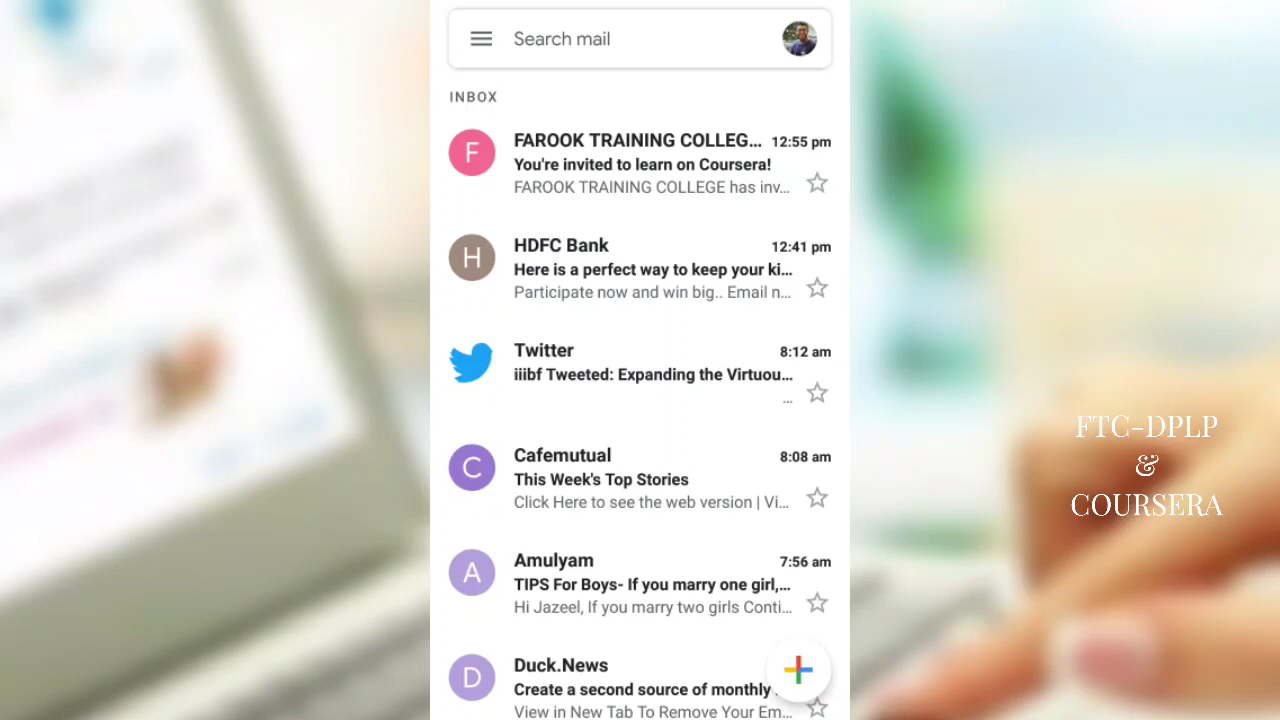 Search mail
INBOX
F
FAROOK TRAINING COLLEG... 12:55 pm
You're invited to learn on Coursera!
FAROOK TRAINING COLLEGE has inv...
H
HDFC Bank 12:41 pm
Here is a perfect way to keep your ki...
Participate now and win big.. Email n...
Twitter 8:12 am
iiibf Tweeted: Expanding the Virtuou...
...
C
Cafemutual 8:08 am
This Week's Top Stories
Click Here to see the web version | Vi...
A
Amulyam 7:56 am
TIPS For Boys- If you marry one girl,...
Hi Jazeel, If you marry two girls Conti...
D
Duck.News
Create a second source of monthly
View in New Tab To Remove Your Em...
FTC-DPLP
&
COURSERA